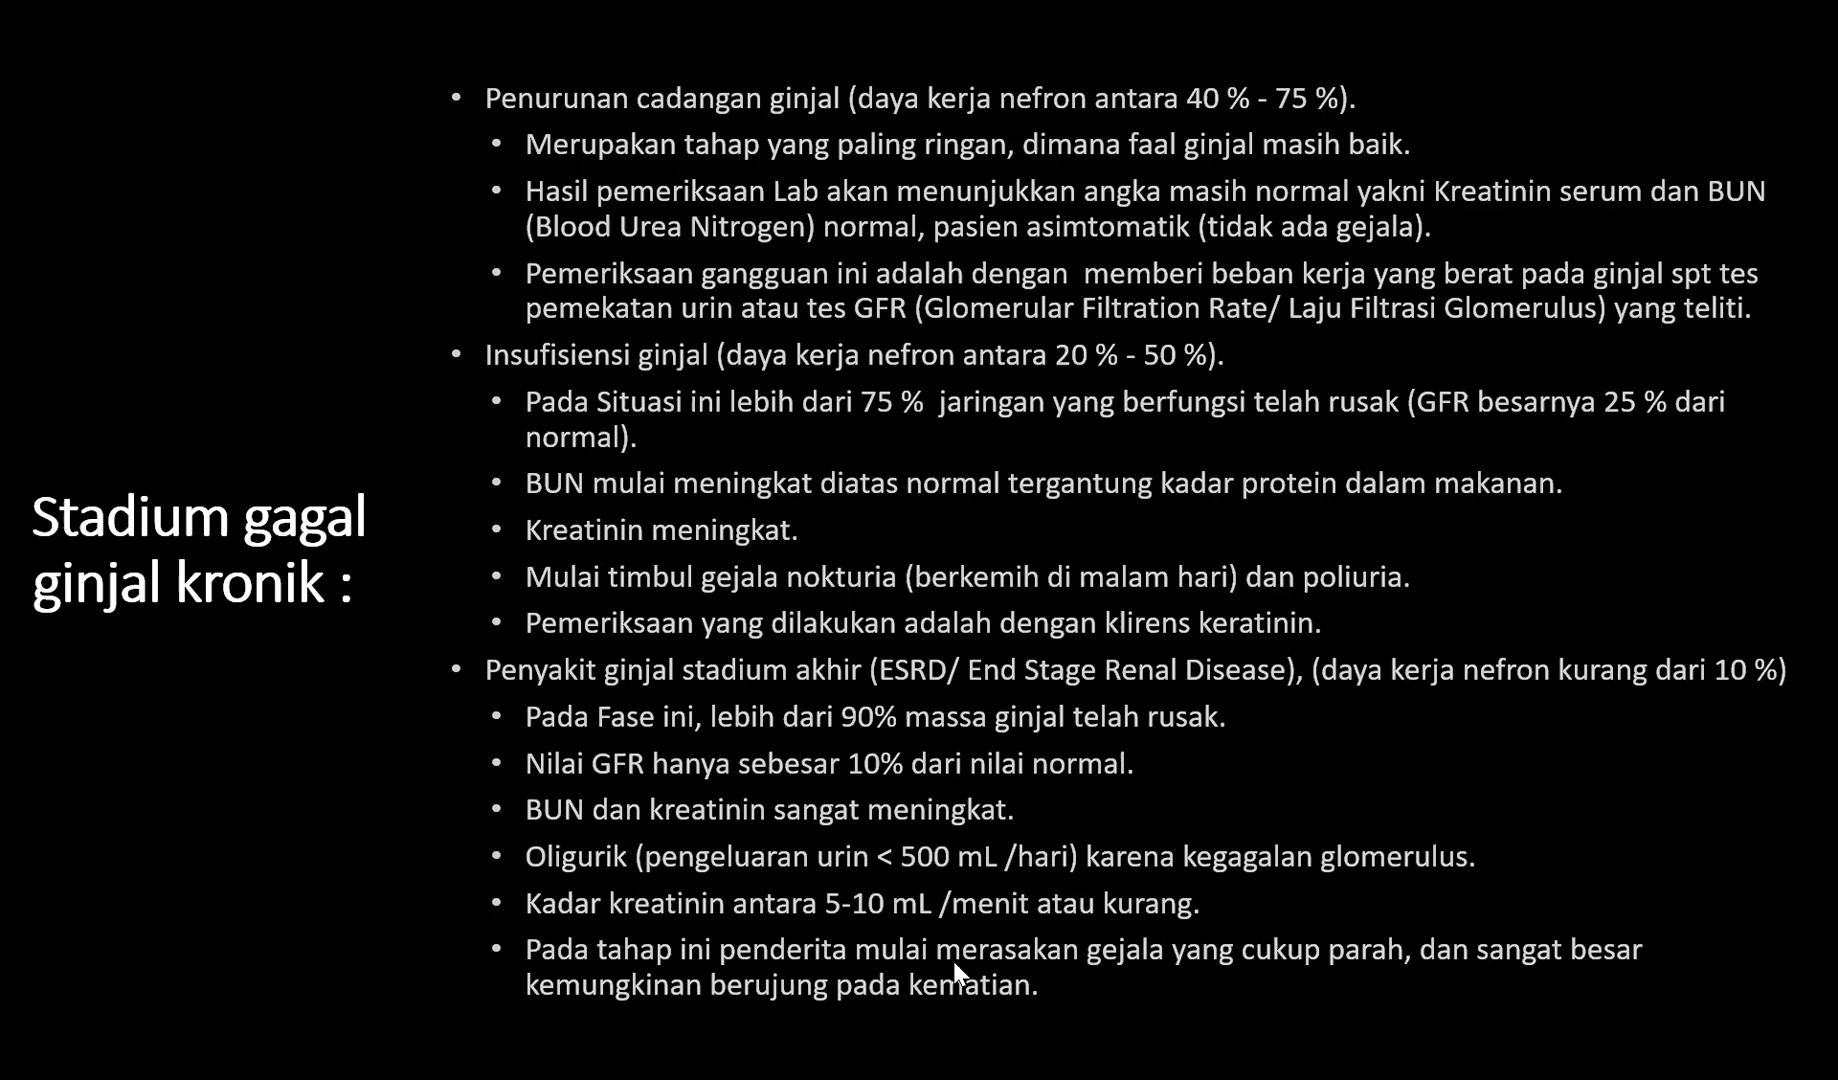 Stadium gagal
ginjal kronik :
• Penurunan cadangan ginjal (daya kerja nefron antara 40 % - 75 %).
• Merupakan tahap yang paling ringan, dimana faal ginjal masih baik.
• Hasil pemeriksaan Lab akan menunjukkan angka masih normal yakni Kreatinin serum dan BUN
(Blood Urea Nitrogen) normal, pasien asimtomatik (tidak ada gejala).
• Pemeriksaan gangguan ini adalah dengan  memberi beban kerja yang berat pada ginjal spt tes
pemekatan urin atau tes GFR (Glomerular Filtration Rate/ Laju Filtrasi Glomerulus) yang teliti.
• Insufisiensi ginjal (daya kerja nefron antara 20 % - 50 %).
• Pada Situasi ini lebih dari 75 %  jaringan yang berfungsi telah rusak (GFR besarnya 25 % dari
normal).
• BUN mulai meningkat diatas normal tergantung kadar protein dalam makanan.
• Kreatinin meningkat.
• Mulai timbul gejala nokturia (berkemih di malam hari) dan poliuria.
• Pemeriksaan yang dilakukan adalah dengan klirens keratinin.
• Penyakit ginjal stadium akhir (ESRD/ End Stage Renal Disease), (daya kerja nefron kurang dari 10 %)
• Pada Fase ini, lebih dari 90% massa ginjal telah rusak.
• Nilai GFR hanya sebesar 10% dari nilai normal.
• BUN dan kreatinin sangat meningkat.
• Oligurik (pengeluaran urin < 500 mL /hari) karena kegagalan glomerulus.
• Kadar kreatinin antara 5-10 mL /menit atau kurang.
• Pada tahap ini penderita mulai merasakan gejala yang cukup parah, dan sangat besar
kemungkinan berujung pada kematian.